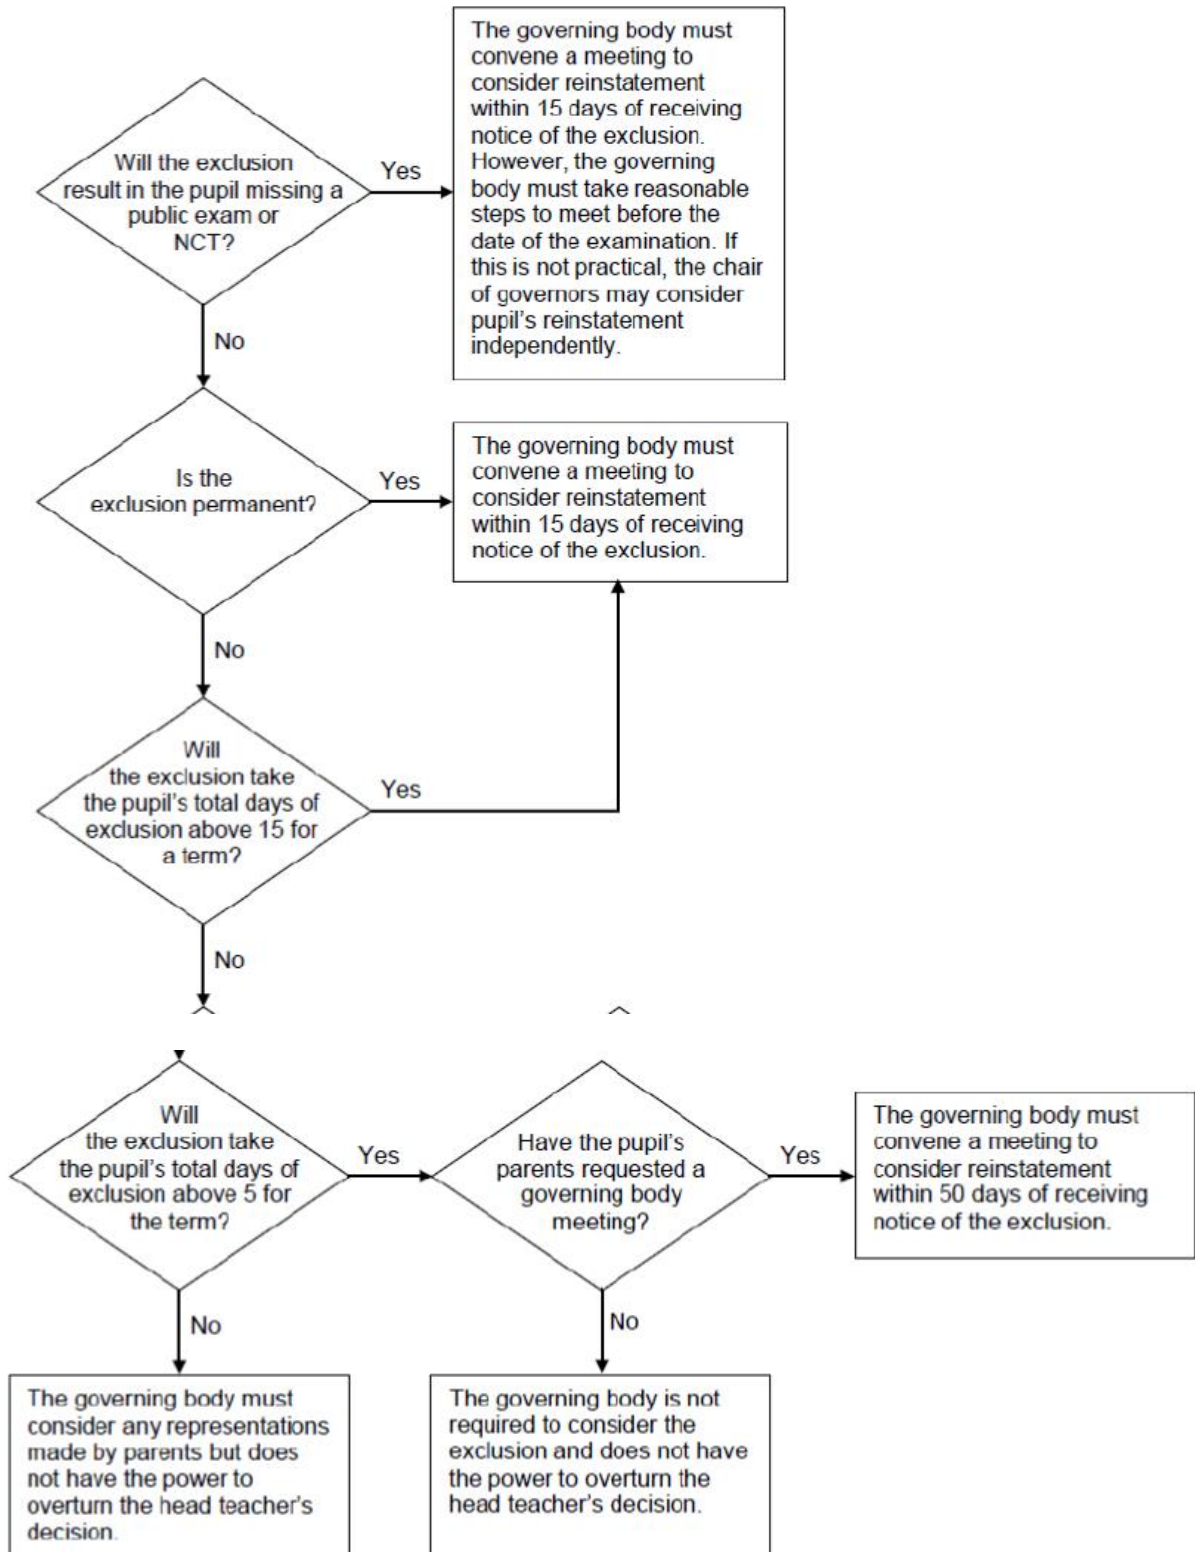 The governing body must
convene a meeting to
consider reinstatement
within 15 days of receiving
notice of the exclusion.
However, the governing
body must take reasonable
steps to meet before the
date of the examination. If
this is not practical, the chair
of governors may consider
pupil's reinstatement
independently.
Will the exclusion
result in the pupil missing a
public exam or
NCT?
Yes
No
Is the
exclusion permanent?
Yes
The governing body must
convene a meeting to
consider reinstatement
within 15 days of receiving
notice of the exclusion.
No
Will
the exclusion take
the pupil's total days of
exclusion above 15 for
a term?
Yes
No
Will
the exclusion take
the pupil's total days of
exclusion above 5 for
the term?
Yes
Have the pupil's
parents requested a
governing body
meeting?
Yes
The governing body must
convene a meeting to
consider reinstatement
within 50 days of receiving
notice of the exclusion.
No
No
The governing body must
consider any representations
made by parents but does
not have the power to
overturn the head teacher's
decision.
The governing body is not
required to consider the
exclusion and does not have
the power to overturn the
head teacher's decision.